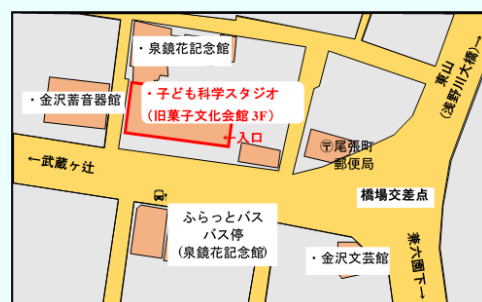 ・泉鏡花記念館
・金沢蓄音器館
・子ども科学スタジオ
(旧菓子文化会館 3F)
←入口
東山
(浅野川大橋)→
〒尾張町
郵便局
←武蔵ヶ辻
橋場交差点
ふらっとバス
バス停
(泉鏡花記念館)
・金沢文芸館
兼六園下→